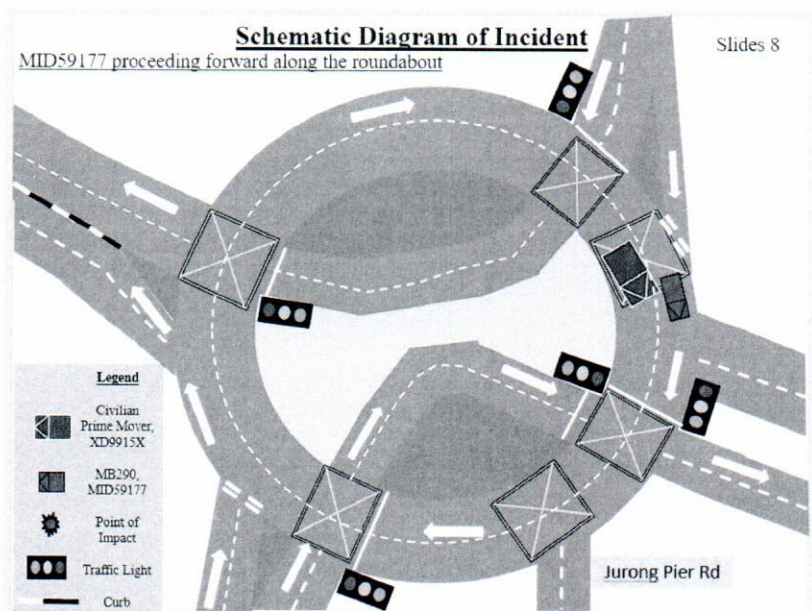 Schematic Diagram of Incident
Slides 8
MID59177 proceeding forward along the roundabout
Legend
Civilian
Prime Mover,
XD9915X
MB290,
MID59177
Point of
Impact
Traffic Light
Curb
Jurong Pier Rd